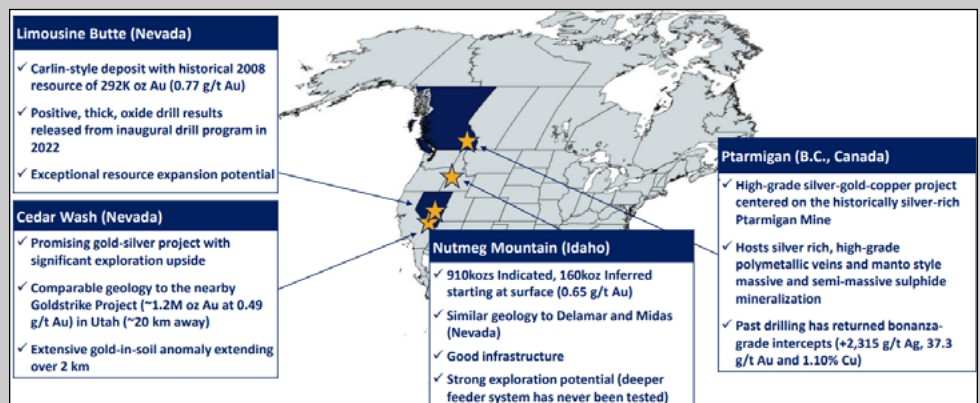 Limousine Butte (Nevada)
✓ Carlin-style deposit with historical 2008
resource of 292K oz Au (0.77 g/t Au)
✓ Positive, thick, oxide drill results
released from inaugural drill program in
2022
✓ Exceptional resource expansion potential
Cedar Wash (Nevada)
✓ Promising gold-silver project with
significant exploration upside
✓ Comparable geology to the nearby
Goldstrike Project (~1.2M oz Au at 0.49
g/t Au) in Utah (~20 km away)
✓ Extensive gold-in-soil anomaly extending
over 2 km
Nutmeg Mountain (Idaho)
✓ 910kozs Indicated, 160koz Inferred
starting at surface (0.65 g/t Au)
✓ Similar geology to Delamar and Midas
(Nevada)
✓ Good infrastructure
✓ Strong exploration potential (deeper
feeder system has never been tested)
Ptarmigan (B.C., Canada)
✓ High-grade silver-gold-copper project
centered on the historically silver-rich
Ptarmigan Mine
✓ Hosts silver rich, high-grade
polymetallic veins and manto style
massive and semi-massive sulphide
mineralization
✓ Past drilling has returned bonanza-
grade intercepts (+2,315 g/t Ag, 37.3
g/t Au and 1.10% Cu)